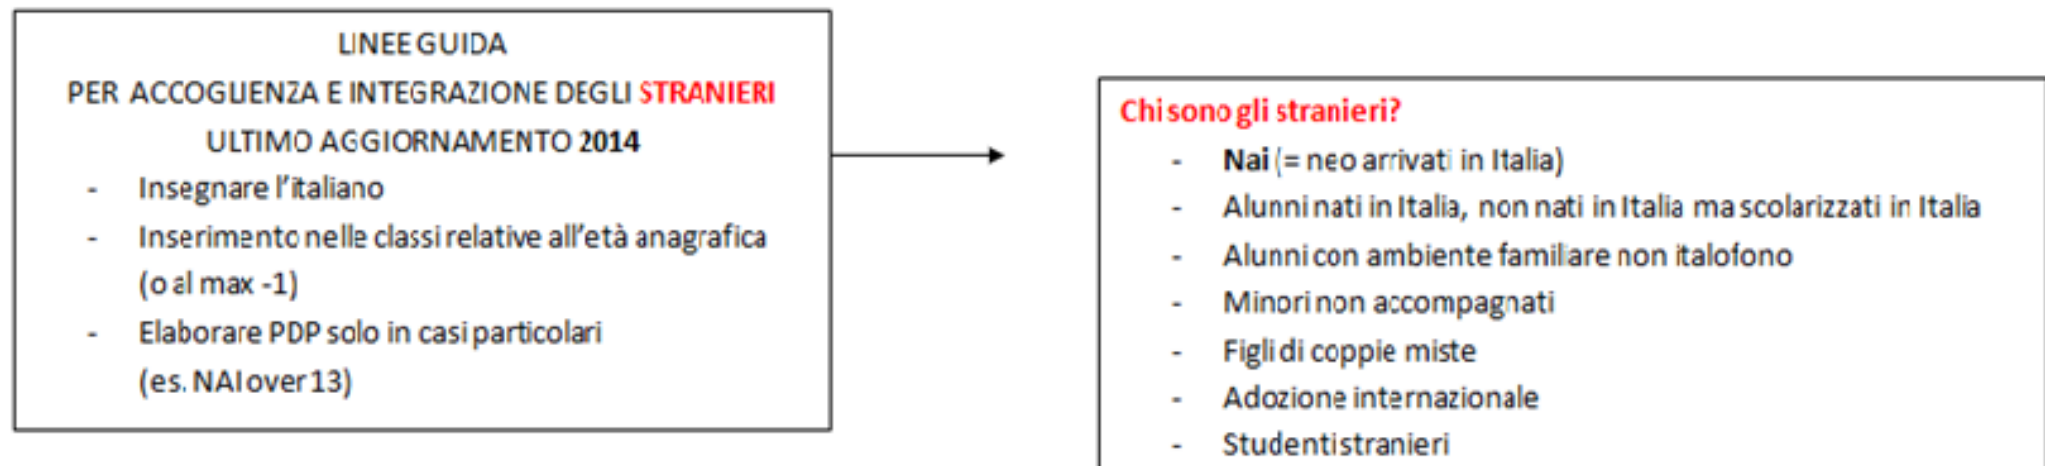 LINEE GUIDA
PER ACCOGLIENZA E INTEGRAZIONE DEGLI STRANIERI
ULTIMO AGGIORNAMENTO 2014
- Insegnare l'italiano
- Inserimento nelle classi relative all'età anagrafica
(o al max -1)
- Elaborare PDP solo in casi particolari
(es. NAI over 13)
Chi sono gli stranieri?
- Nai (= neo arrivati in Italia)
- Alunni nati in Italia, non nati in Italia ma scolarizzati in Italia
- Alunni con ambiente familiare non italofono
- Minori non accompagnati
- Figli di coppie miste
- Adozione internazionale
- Studenti stranieri